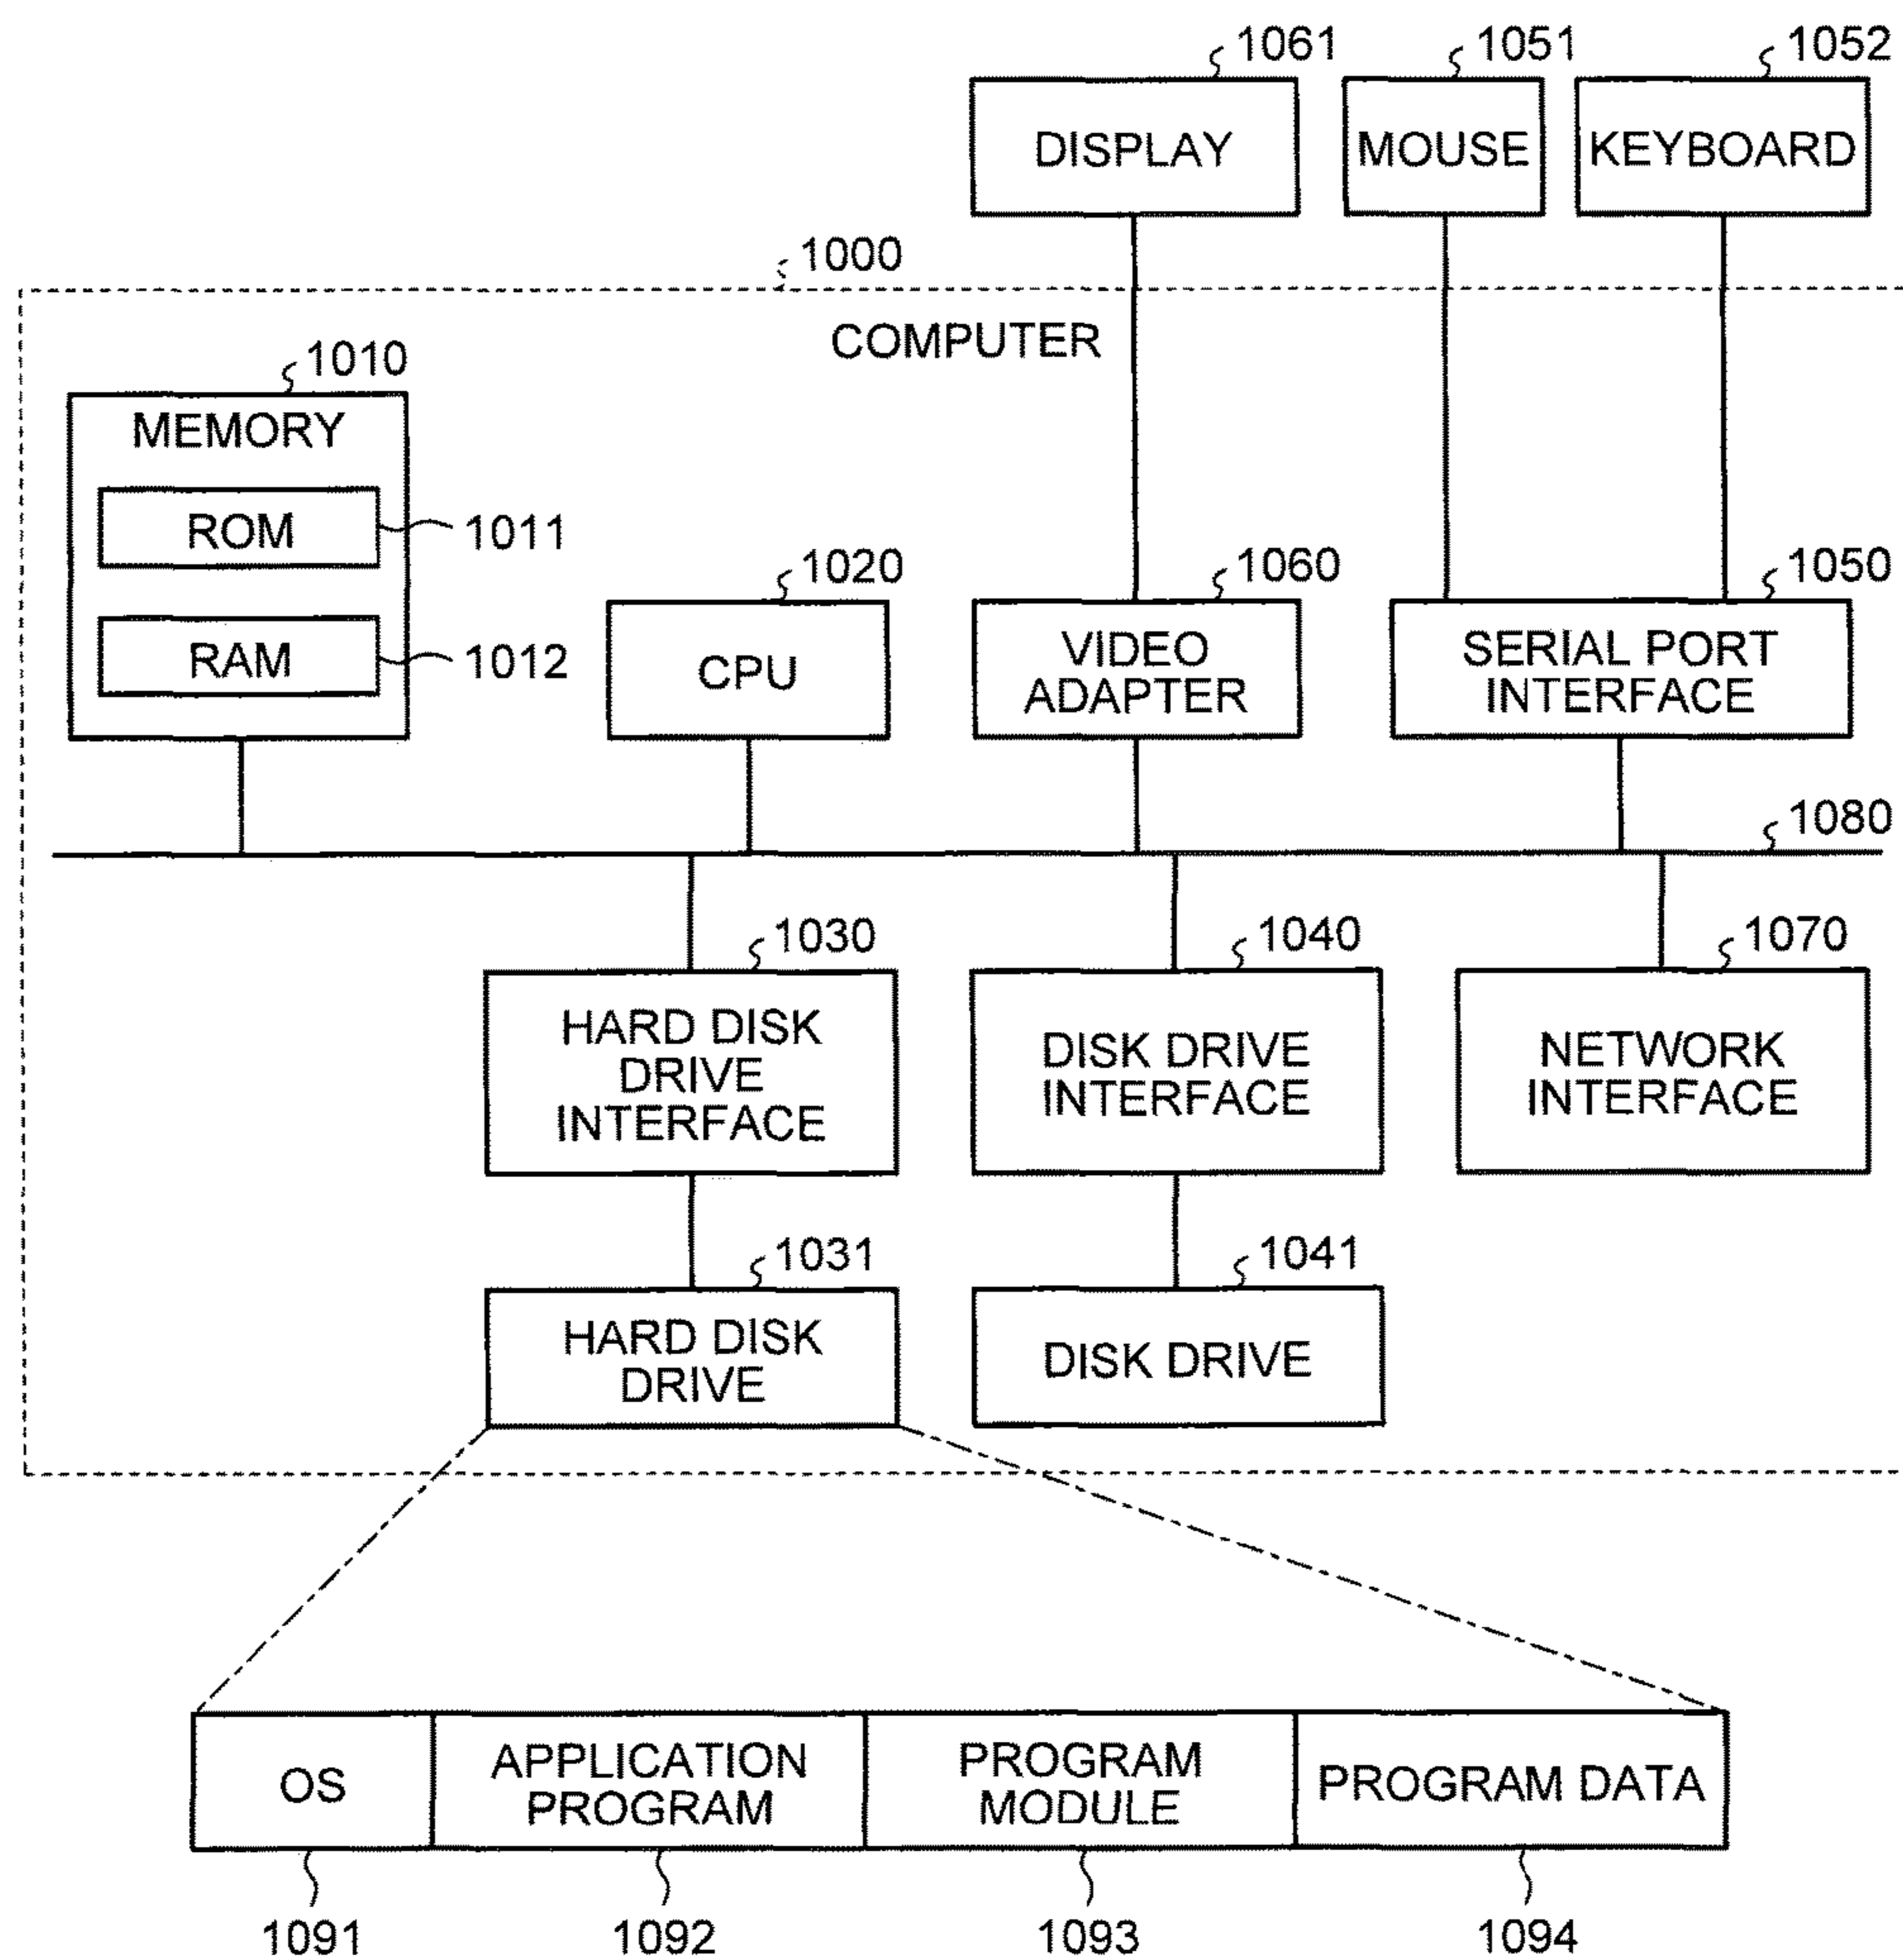 1061
1051
1052
DISPLAY
MOUSE
KEYBOARD
1000
COMPUTER
1010
MEMORY
ROM
1011
RAM
1012
1020
CPU
1060
VIDEO
ADAPTER
1050
SERIAL PORT
INTERFACE
1080
1030
HARD DISK
DRIVE
INTERFACE
1040
DISK DRIVE
INTERFACE
1070
NETWORK
INTERFACE
1031
HARD DISK
DRIVE
1041
DISK DRIVE
OS
APPLICATION
PROGRAM
PROGRAM
MODULE
PROGRAM DATA
1091
1092
1093
1094